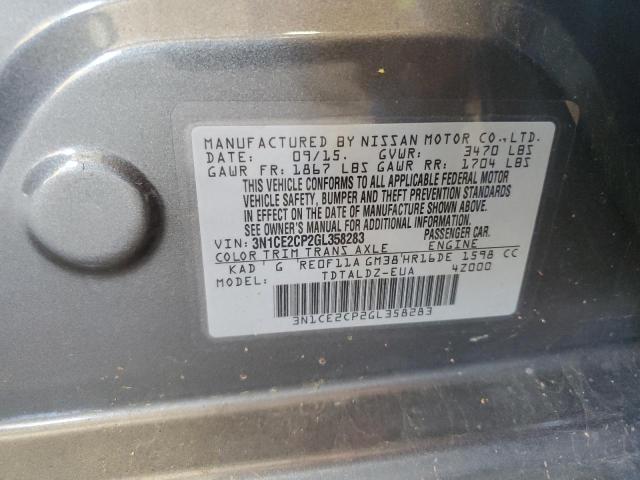 MANUFACTURED BY NISSAN MOTOR CO.,LTD.
DATE: 09/15. GVWR: 3470 LBS
GAWR FR: 1867 LBS GAWR RR: 1704 LBS
THIS VEHICLE CONFORMS TO ALL APPLICABLE FEDERAL MOTOR
VEHICLE SAFETY, BUMPER AND THEFT PREVENTION STANDARDS
IN EFFECT ON THE DATE OF MANUFACTURE SHOWN ABOVE.
SEE OWNER'S MANUAL FOR ADDITIONAL INFORMATION.
VIN: 3N1CE2CP2GL358283 PASSENGER CAR.
COLOR TRIM TRANS AXLE ENGINE
KAD ' G 'RE0F11A GM38'HR16DE 1598 CC
MODEL: TDTALDZ-EUA 4Z000
3N1CE2CP2GL358283